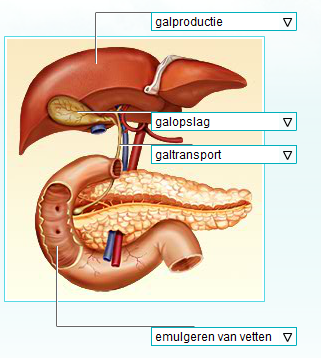 galproductie
galopslag
galtransport
emulgeren van vetten